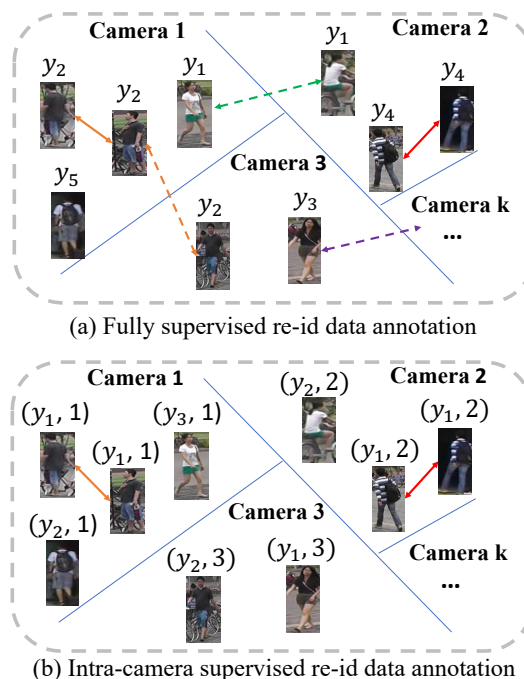 Camera 1
Camera 2
y₂
y₂
y₁
y₁
y₄
y₄
y₅
Camera 3
y₂
y₃
Camera k
...
(a) Fully supervised re-id data annotation
Camera 1
Camera 2
(y₁, 1)
(y₁, 1)
(y₃, 1)
(y₂, 2)
(y₁, 2)
(y₁, 2)
(y₂, 1)
Camera 3
(y₂, 3)
(y₁, 3)
Camera k
...
(b) Intra-camera supervised re-id data annotation